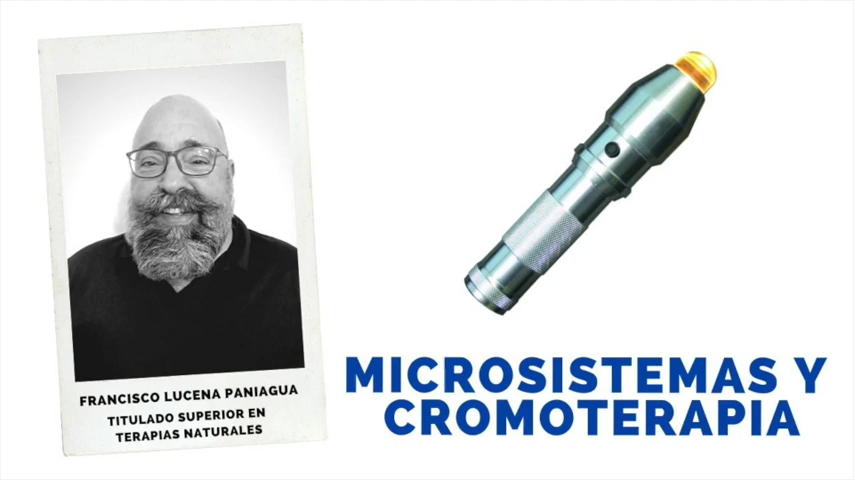 FRANCISCO LUCENA PANIAGUA
TITULADO SUPERIOR EN
TERAPIAS NATURALES
MICROSISTEMAS Y
CROMOTERAPIA